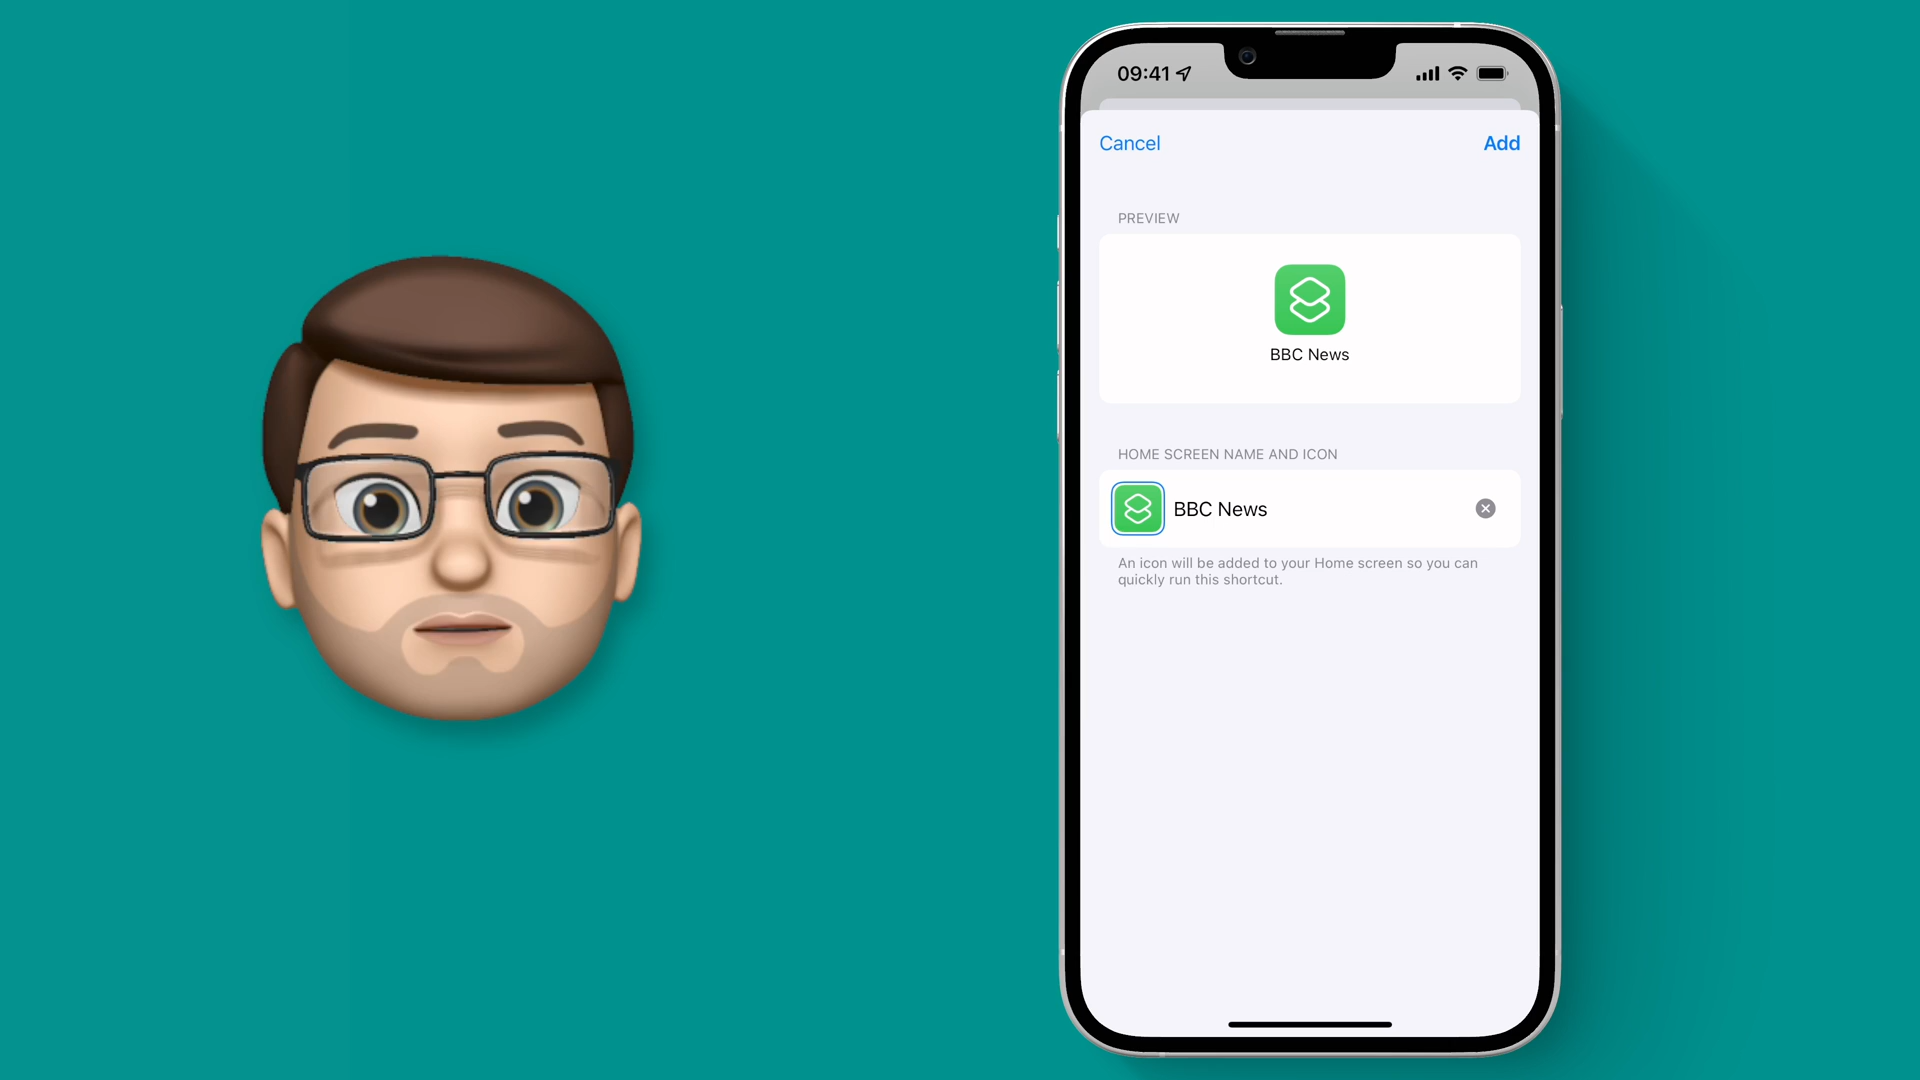 09:41
Cancel
Add
PREVIEW
BBC News
HOME SCREEN NAME AND ICON
BBC News
An icon will be added to your Home screen so you can
quickly run this shortcut.